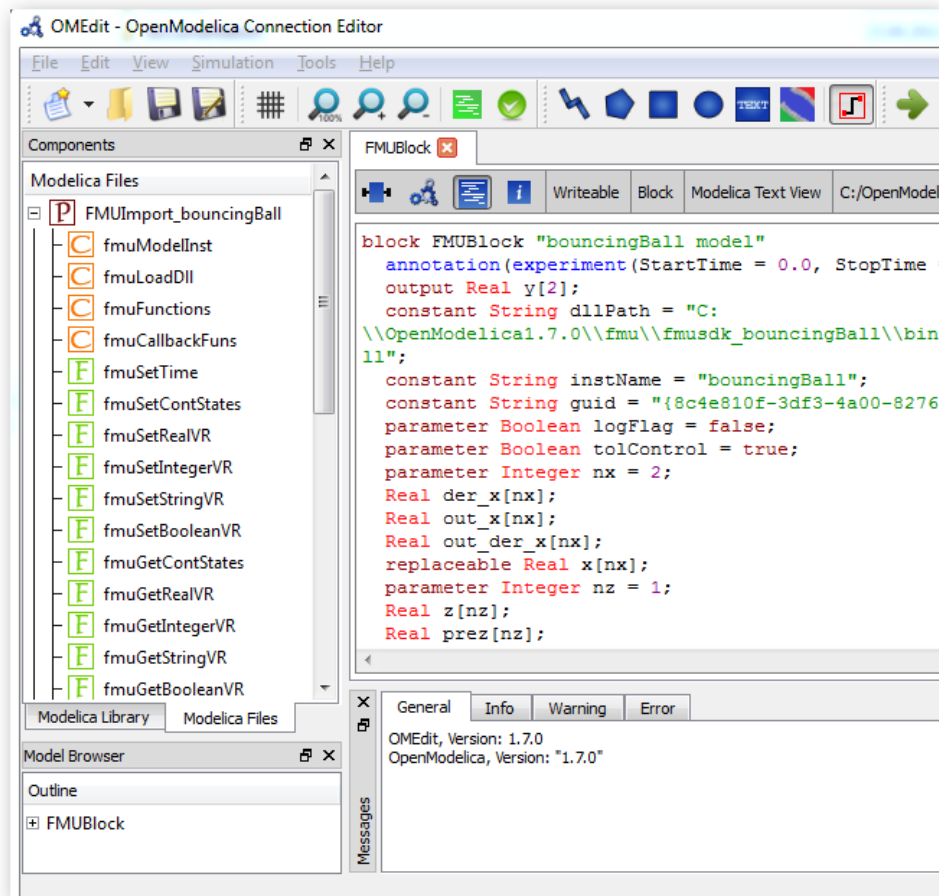 OMEdit - OpenModelica Connection Editor
File Edit View Simulation Tools Help
100%
TEXT
Components
Modelica Files
P FMUImport_bouncingBall
C fmuModelInst
C fmuLoadDll
C fmuFunctions
C fmuCallbackFuns
F fmuSetTime
F fmuSetContStates
F fmuSetRealVR
F fmuSetIntegerVR
F fmuSetStringVR
F fmuSetBooleanVR
F fmuGetContStates
F fmuGetRealVR
F fmuGetIntegerVR
F fmuGetStringVR
F fmuGetBooleanVR
Modelica Library Modelica Files
Model Browser
Outline
FMUBlock
FMUBlock
i Writeable Block Modelica Text View C:/OpenModel
block FMUBlock "bouncingBall model"
annotation(experiment(StartTime = 0.0, StopTime
output Real y[2];
constant String dllPath = "C:
\\OpenModelica1.7.0\\fmu\\fmusdk_bouncingBall\\bin
ll";
constant String instName = "bouncingBall";
constant String guid = "{8c4e810f-3df3-4a00-8276
parameter Boolean logFlag = false;
parameter Boolean tolControl = true;
parameter Integer nx = 2;
Real der_x[nx];
Real out_x[nx];
Real out_der_x[nx];
replaceable Real x[nx];
parameter Integer nz = 1;
Real z[nz];
Real prez[nz];
Messages
General Info Warning Error
OMEdit, Version: 1.7.0
OpenModelica, Version: "1.7.0"